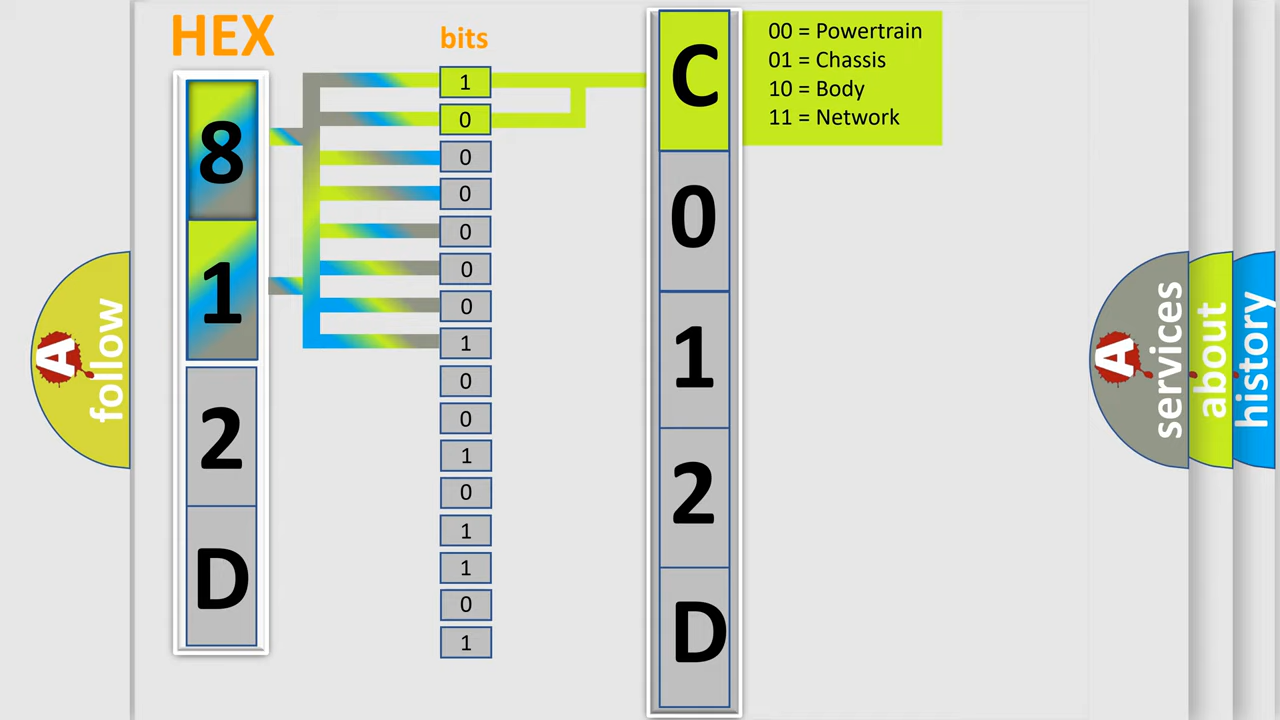 HEX
bits
8
1
2
D
1
0
0
0
0
0
0
1
0
0
1
0
1
1
0
1
C
0
1
2
D
00 = Powertrain
01 = Chassis
10 = Body
11 = Network
A
follow
A
services
about
history